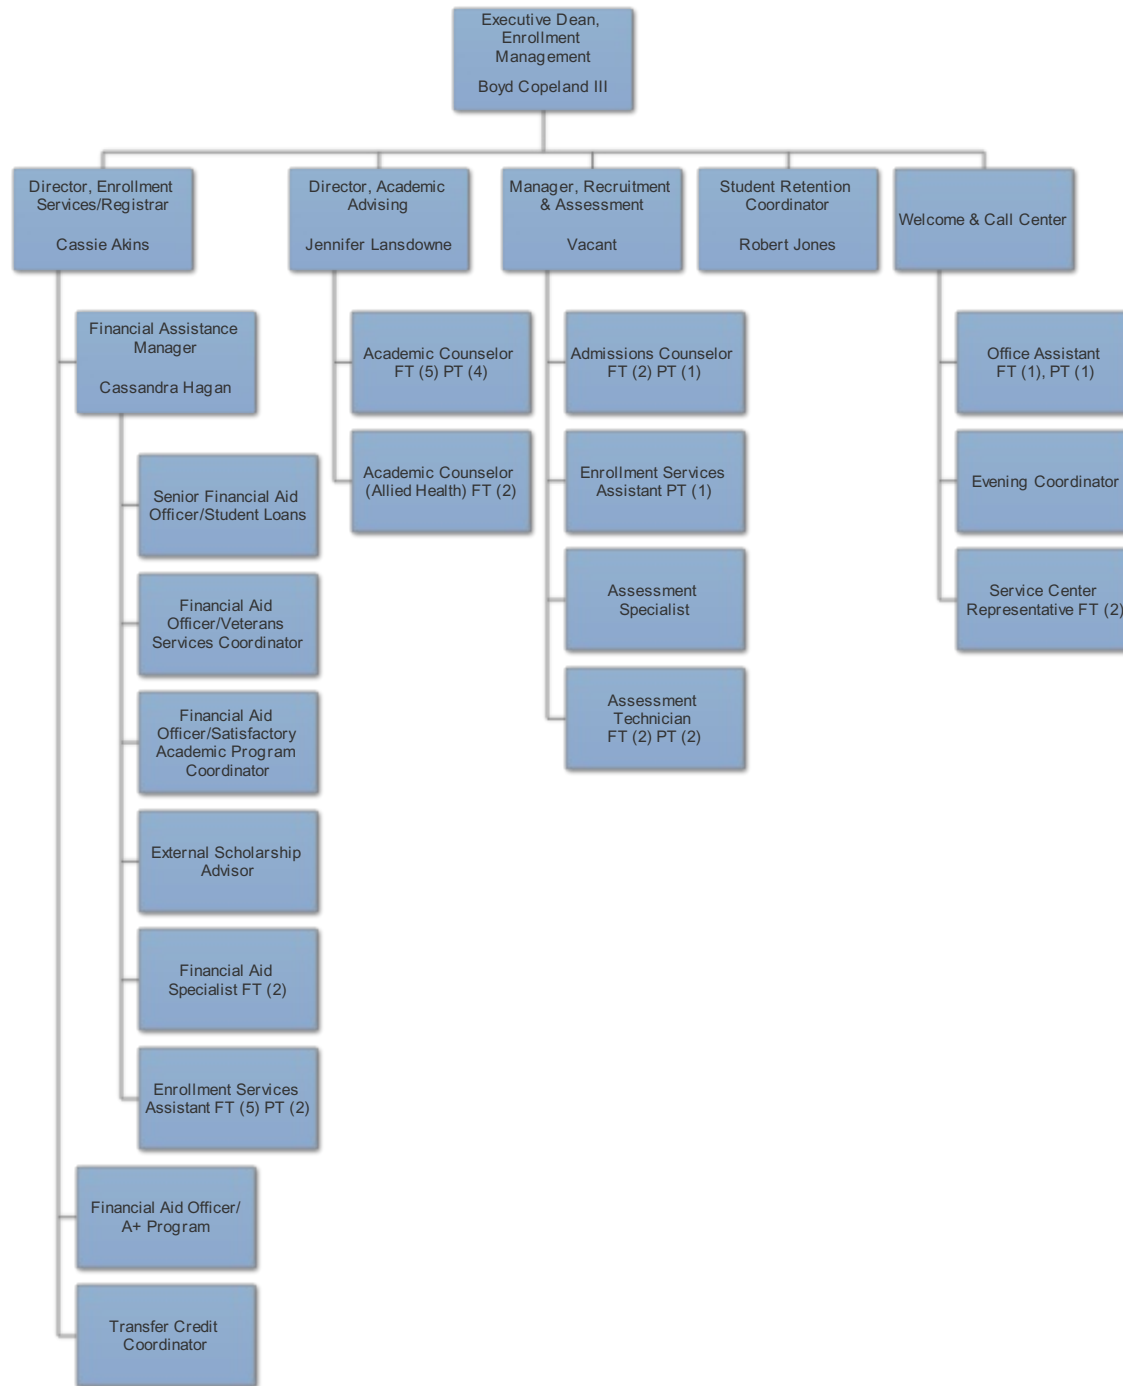 Executive Dean,
Enrollment
Management
Boyd Copeland III
Director, Enrollment
Services/Registrar
Cassie Akins
Director, Academic
Advising
Jennifer Lansdowne
Manager, Recruitment
& Assessment
Vacant
Student Retention
Coordinator
Robert Jones
Welcome & Call Center
Financial Assistance
Manager
Cassandra Hagan
Senior Financial Aid
Officer/Student Loans
Financial Aid
Officer/Veterans
Services Coordinator
Financial Aid
Officer/Satisfactory
Academic Program
Coordinator
External Scholarship
Advisor
Financial Aid
Specialist FT (2)
Enrollment Services
Assistant FT (5) PT (2)
Financial Aid Officer/
A+ Program
Transfer Credit
Coordinator
Academic Counselor
FT (5) PT (4)
Academic Counselor
(Allied Health) FT (2)
Admissions Counselor
FT (2) PT (1)
Enrollment Services
Assistant PT (1)
Assessment
Specialist
Assessment
Technician
FT (2) PT (2)
Office Assistant
FT (1), PT (1)
Evening Coordinator
Service Center
Representative FT (2)